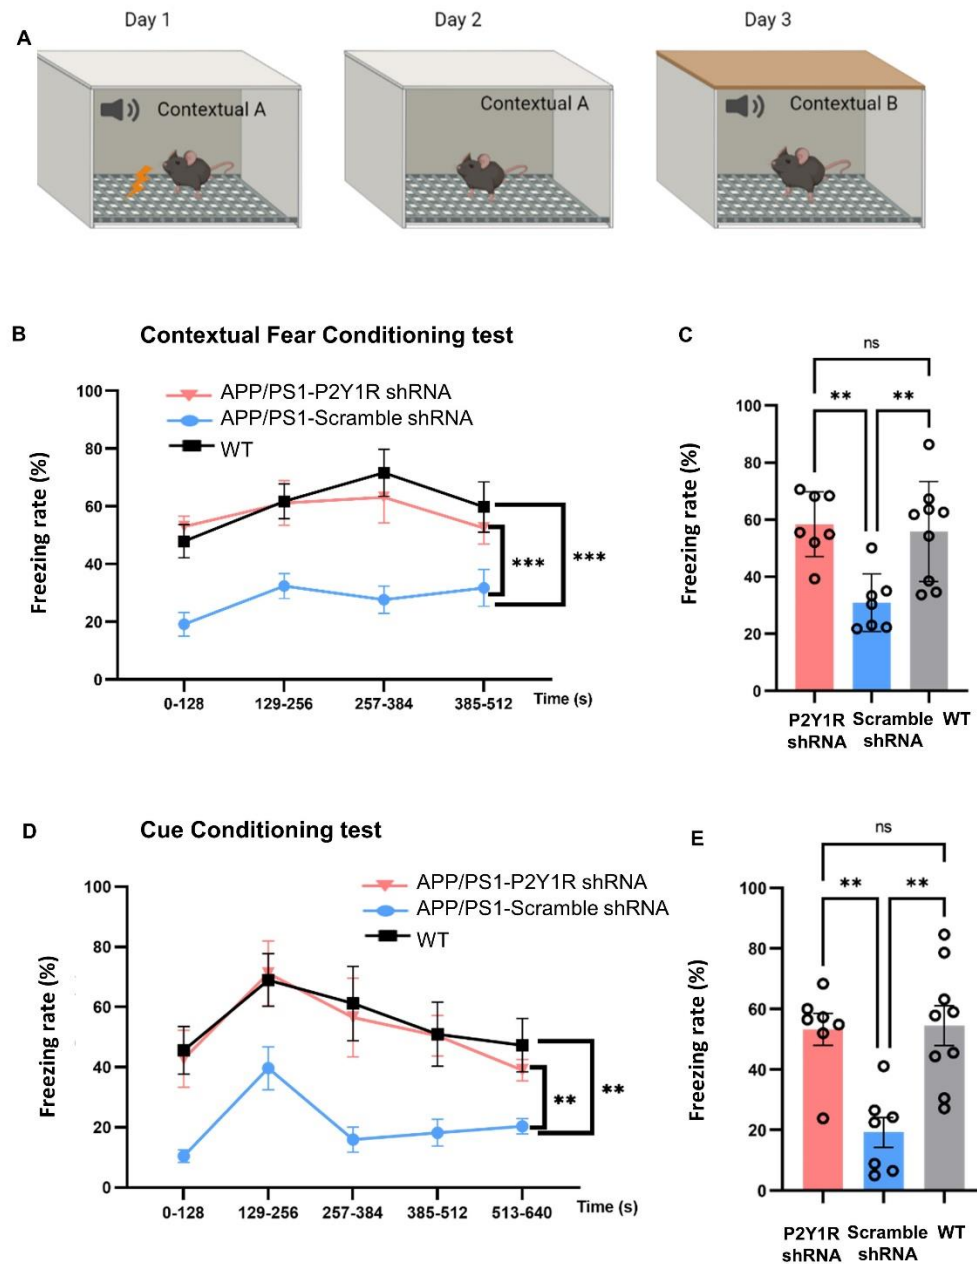 Day 1
Day 2
Day 3
A
Contextual A
Contextual A
Contextual B
B
Contextual Fear Conditioning test
APP/PS1-P2Y1R shRNA
APP/PS1-Scramble shRNA
WT
Freezing rate (%)
100
80
60
40
20
0
***
***
0-128
129-256
257-384
385-512
Time (s)
C
ns
**
**
Freezing rate (%)
100
80
60
40
20
0
P2Y1R
shRNA
Scramble
shRNA
WT
D
Cue Conditioning test
APP/PS1-P2Y1R shRNA
APP/PS1-Scramble shRNA
WT
Freezing rate (%)
100
80
60
40
20
0
**
**
0-128
129-256
257-384
385-512
513-640
Time (s)
E
ns
**
**
Freezing rate (%)
100
80
60
40
20
0
P2Y1R
shRNA
Scramble
shRNA
WT